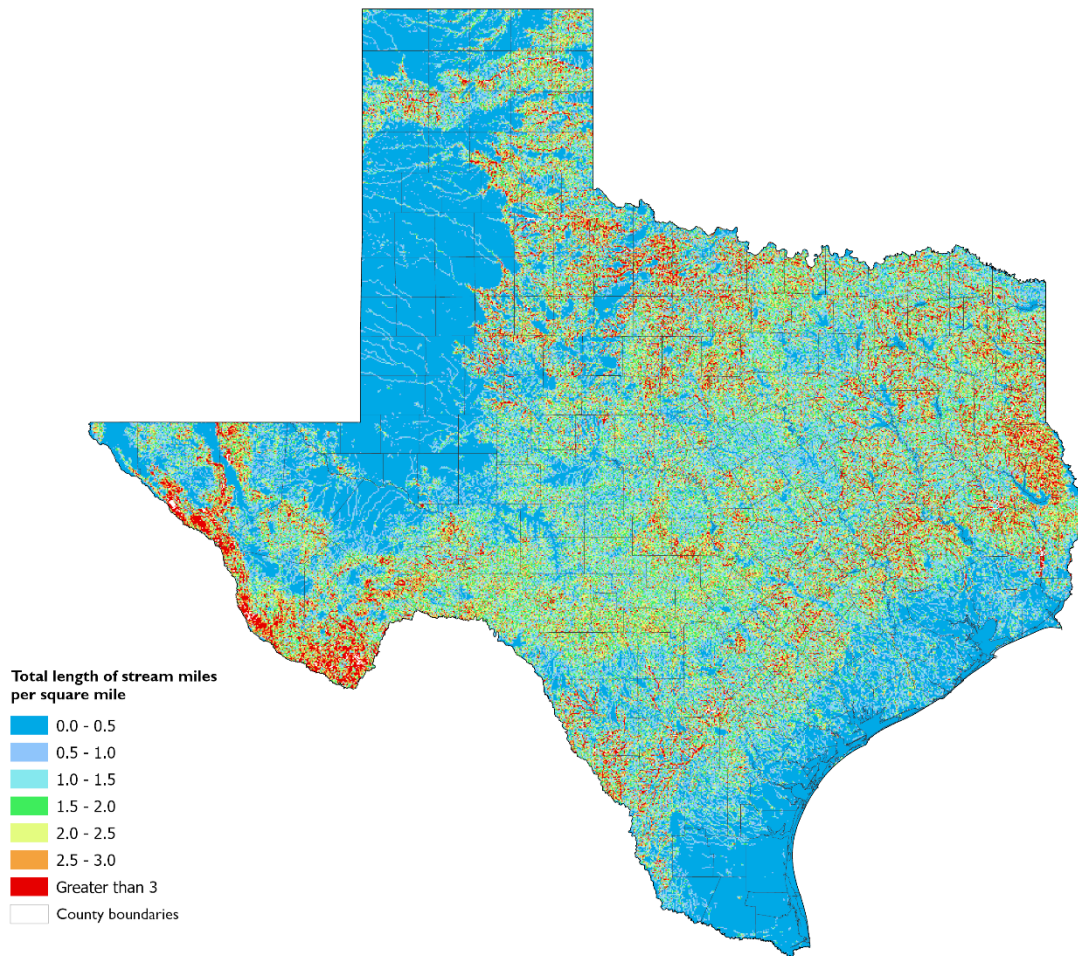 Total length of stream miles
per square mile
0.0 - 0.5
0.5 - 1.0
1.0 - 1.5
1.5 - 2.0
2.0 - 2.5
2.5 - 3.0
Greater than 3
County boundaries